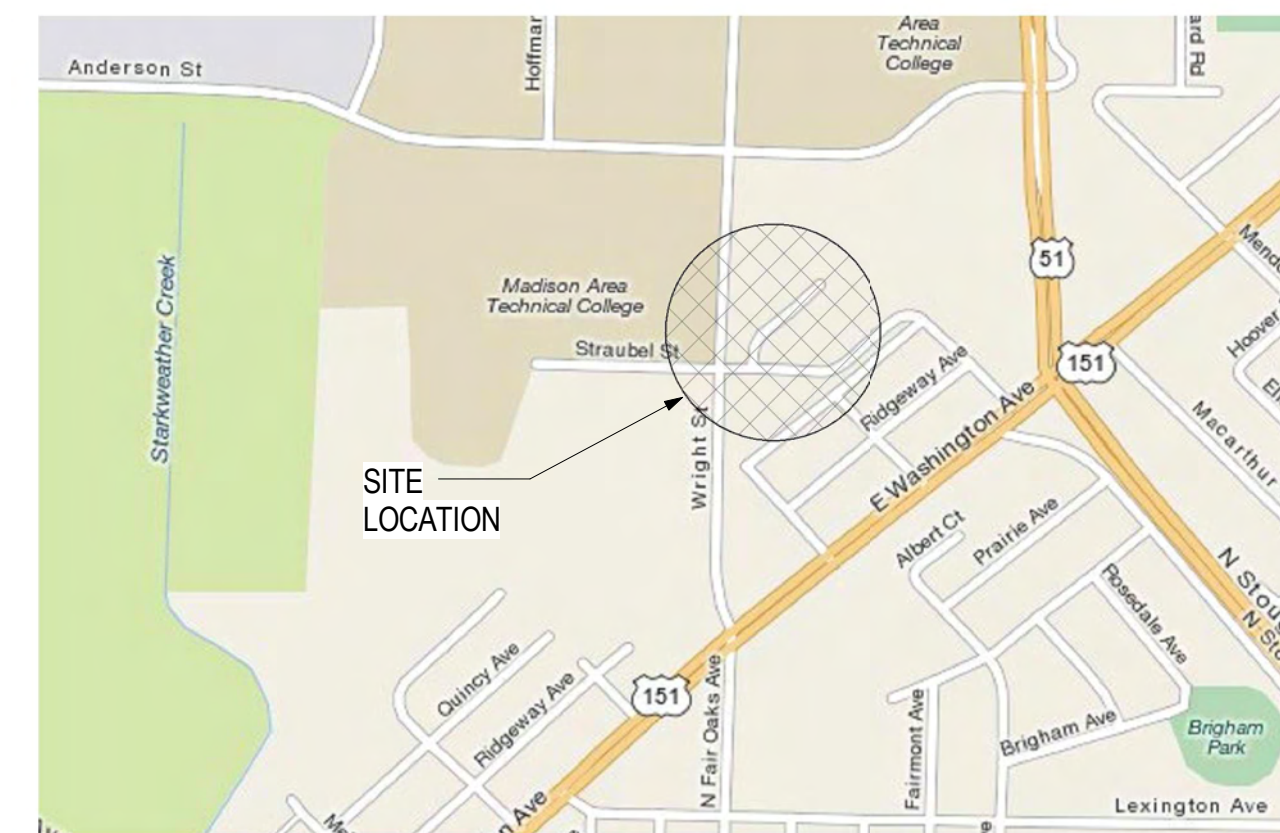 Area
Technical
College
Hoffman
Anderson St
51
Starkweather Creek
Madison Area
Technical College
Straubel St
Hoover
151
Ridgeway Ave
Macarthur
E Washington Ave
Wright St
SITE
LOCATION
Albert Ct
Prairie Ave
Rosedale Ave
Quincy Ave
Ridgeway Ave
151
N Fair Oaks Ave
Fairmont Ave
Brigham Ave
Brigham
Park
Lexington Ave
Ave